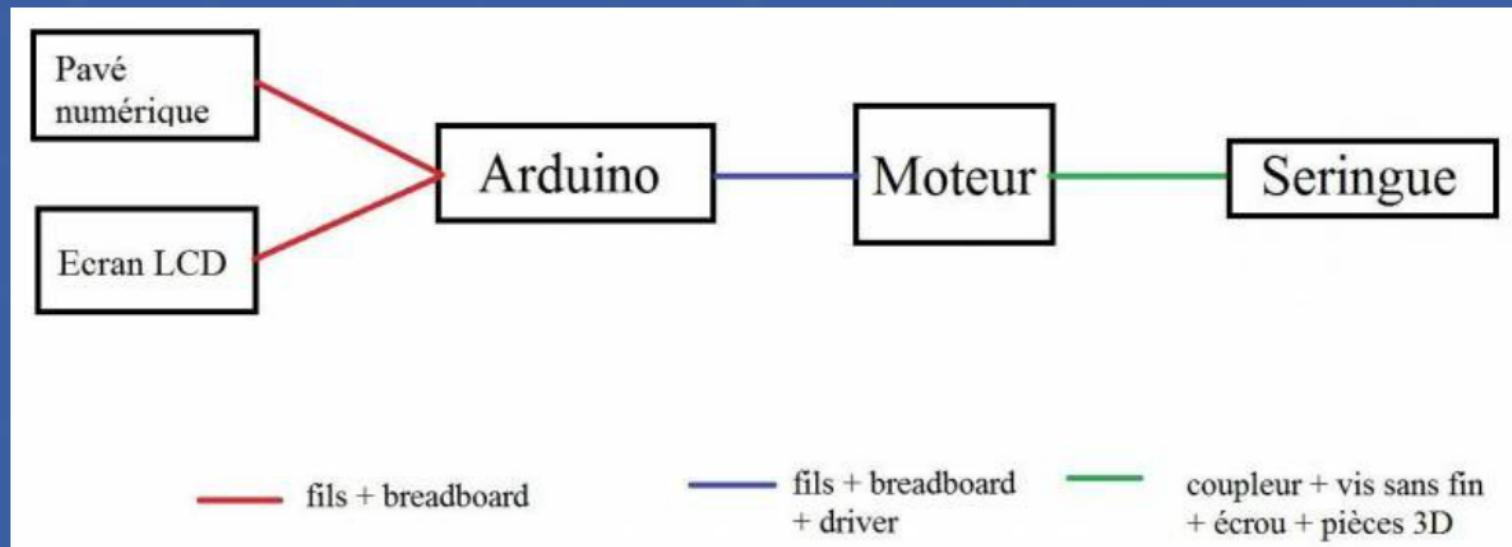 Pavé
numérique
Arduino
Moteur
Seringue
Ecran LCD
fils + breadboard
fils + breadboard
+ driver
coupleur + vis sans fin
+ écrou + pièces 3D